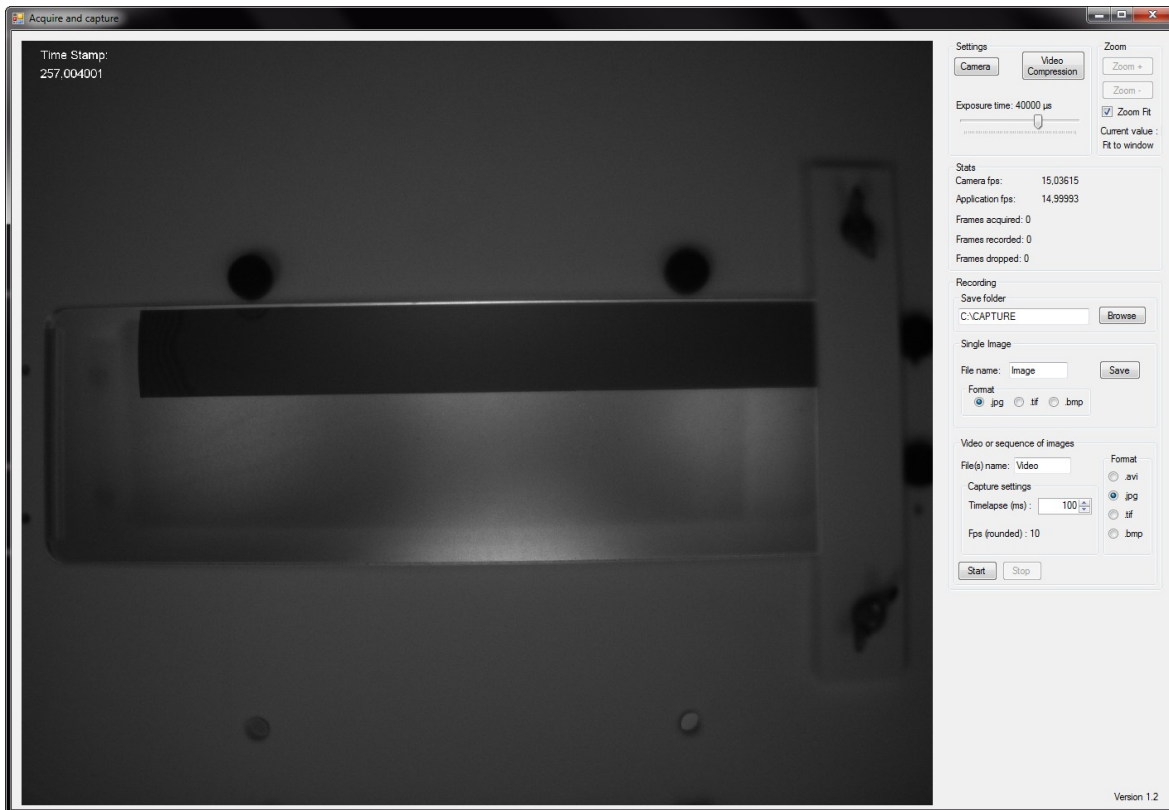 Acquire and capture
Time Stamp:
257,004001
Settings
Camera
Video
Compression
Exposure time: 40000 µs
Zoom
Zoom +
Zoom -
Zoom Fit
Current value :
Fit to window
Stats
Camera fps: 15,03615
Application fps: 14,99993
Frames acquired: 0
Frames recorded: 0
Frames dropped: 0
Recording
Save folder
C:\CAPTURE
Browse
Single Image
File name: Image
Save
Format
.jpg .tif .bmp
Video or sequence of images
File(s) name: Video
Capture settings
Timelapse (ms) : 100
Fps (rounded) : 10
Format
.avi
.jpg
.tif
.bmp
Start Stop
Version 1.2